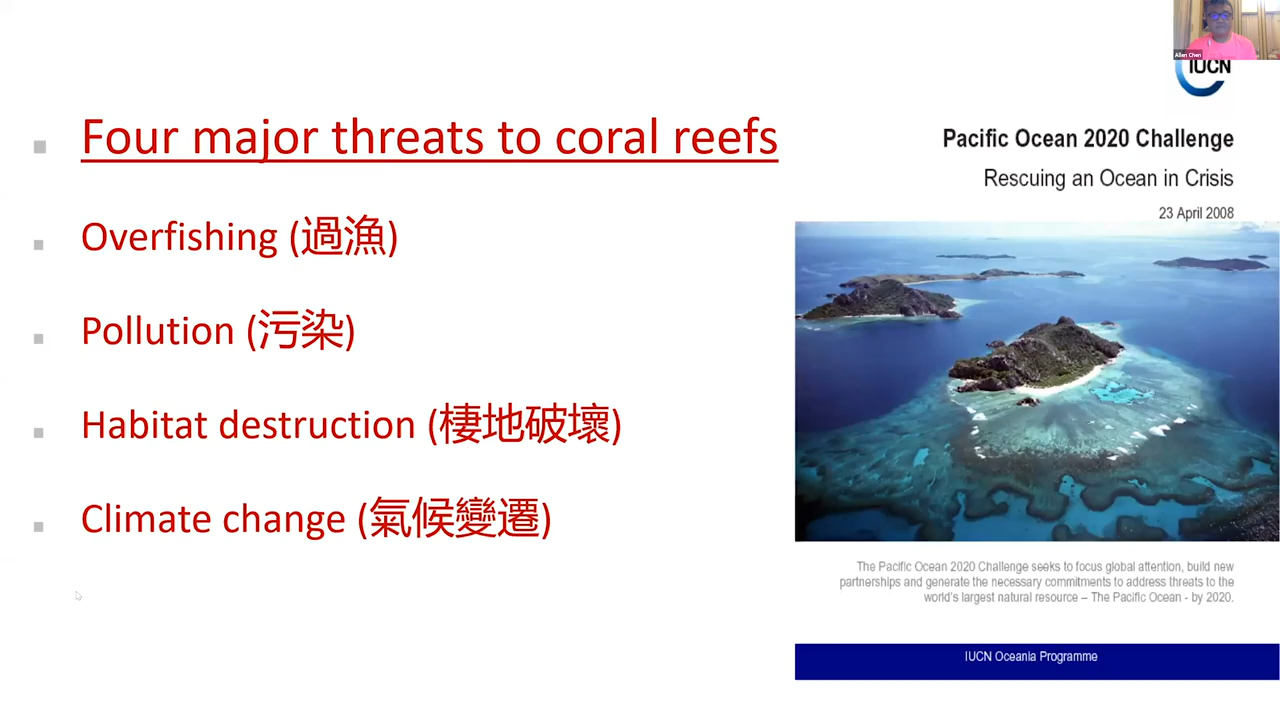 Four major threats to coral reefs
Overfishing (過漁)
Pollution (污染)
Habitat destruction (棲地破壞)
Climate change (氣候變遷)
Allen Chen
IUCN
Pacific Ocean 2020 Challenge
Rescuing an Ocean in Crisis
23 April 2008
The Pacific Ocean 2020 Challenge seeks to focus global attention, build new
partnerships and generate the necessary commitments to address threats to the
world's largest natural resource – The Pacific Ocean - by 2020.
IUCN Oceania Programme